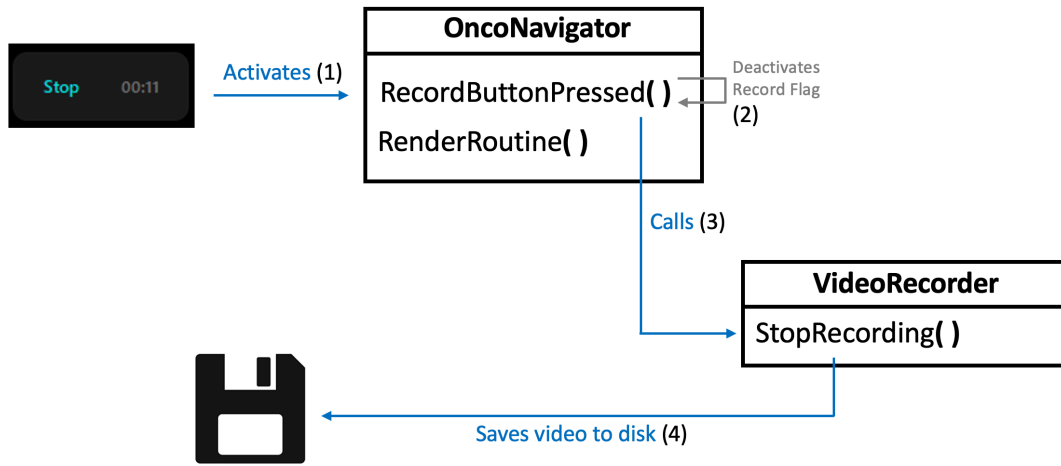 Stop 00:11
Activates (1)
OncoNavigator
RecordButtonPressed( )
RenderRoutine( )
Deactivates
Record Flag
(2)
Calls (3)
VideoRecorder
StopRecording( )
Saves video to disk (4)